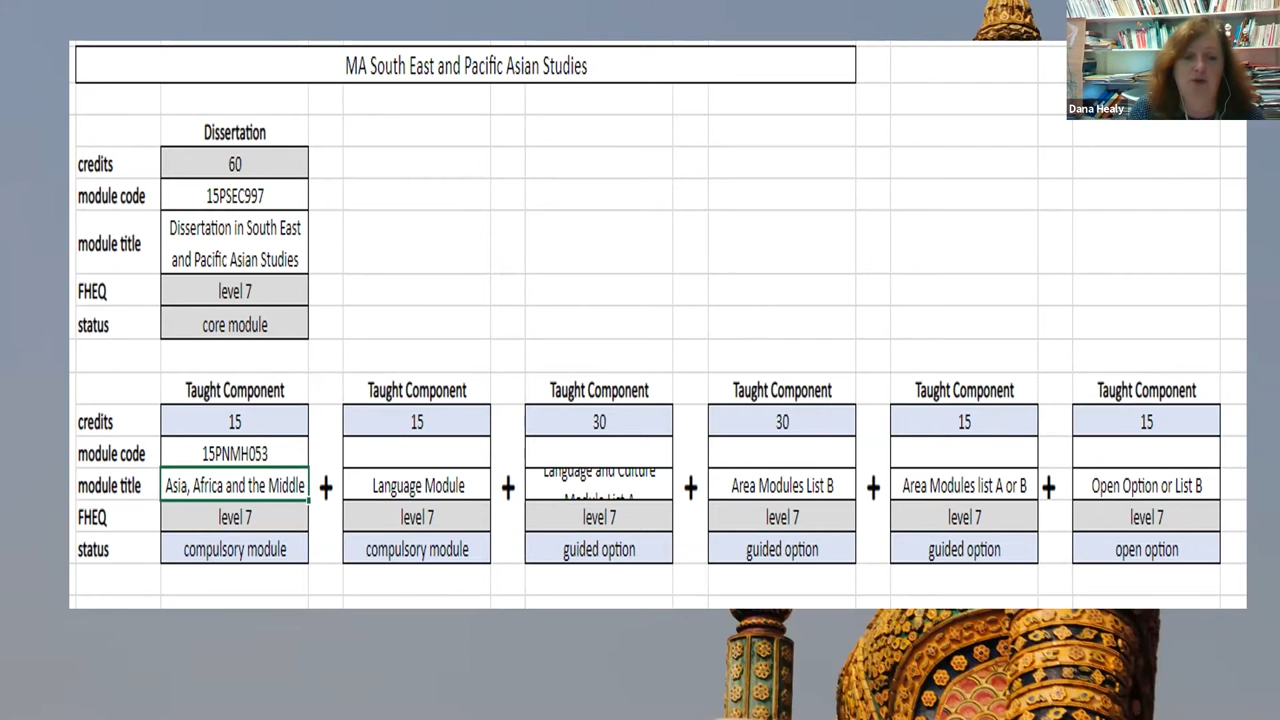 MA South East and Pacific Asian Studies
Dana Healy
Dissertation
credits 60
module code 15PSEC997
module title Dissertation in South East
and Pacific Asian Studies
FHEQ level 7
status core module
Taught Component Taught Component Taught Component Taught Component Taught Component Taught Component
credits 15 15 30 30 15 15
module code 15PNMH053
module title Asia, Africa and the Middle + Language Module + Language and Culture Module List A + Area Modules List B + Area Modules list A or B + Open Option or List B
FHEQ level 7 level 7 level 7 level 7 level 7 level 7
status compulsory module compulsory module guided option guided option guided option open option